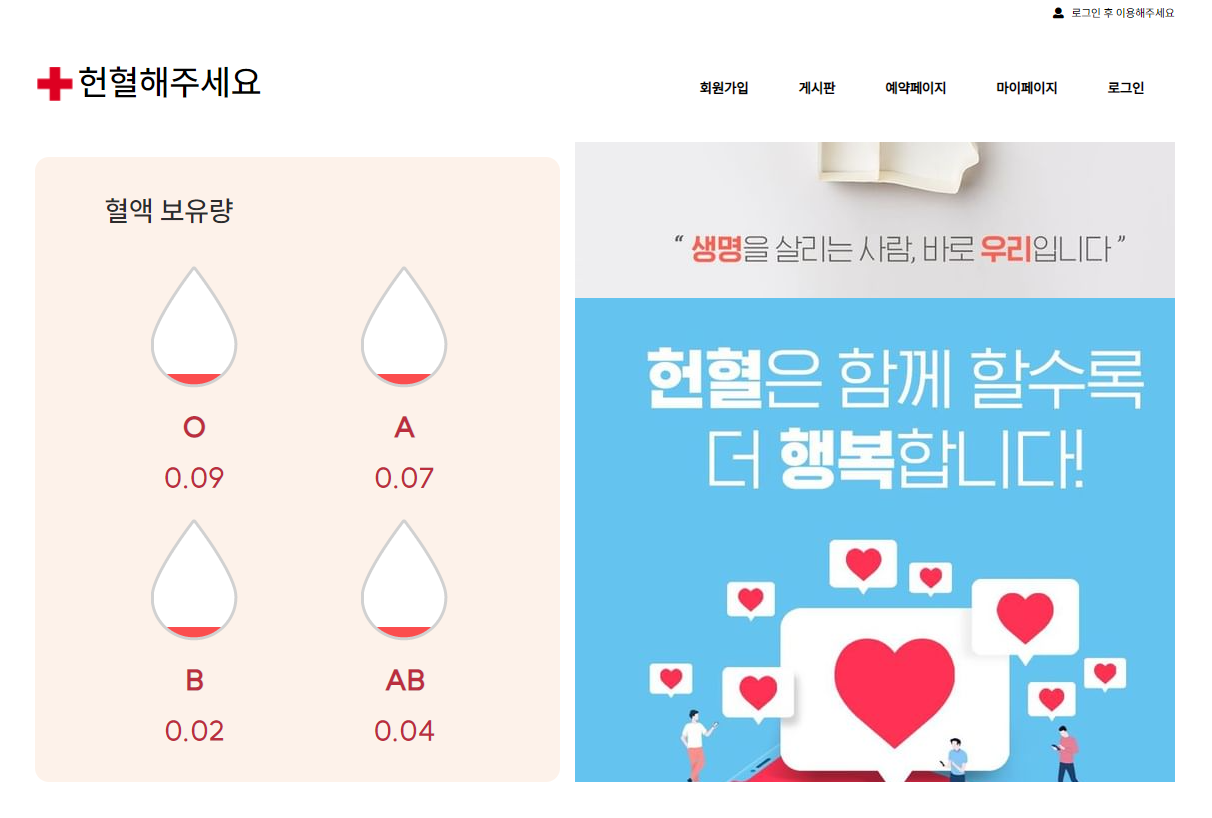 로그인 후 이용해주세요
헌혈해주세요
회원가입 게시판 예약페이지 마이페이지 로그인
혈액 보유량
O A
0.09 0.07
B AB
0.02 0.04
“ 생명을 살리는 사람, 바로 우리입니다 ”
헌혈은 함께 할수록
더 행복합니다!